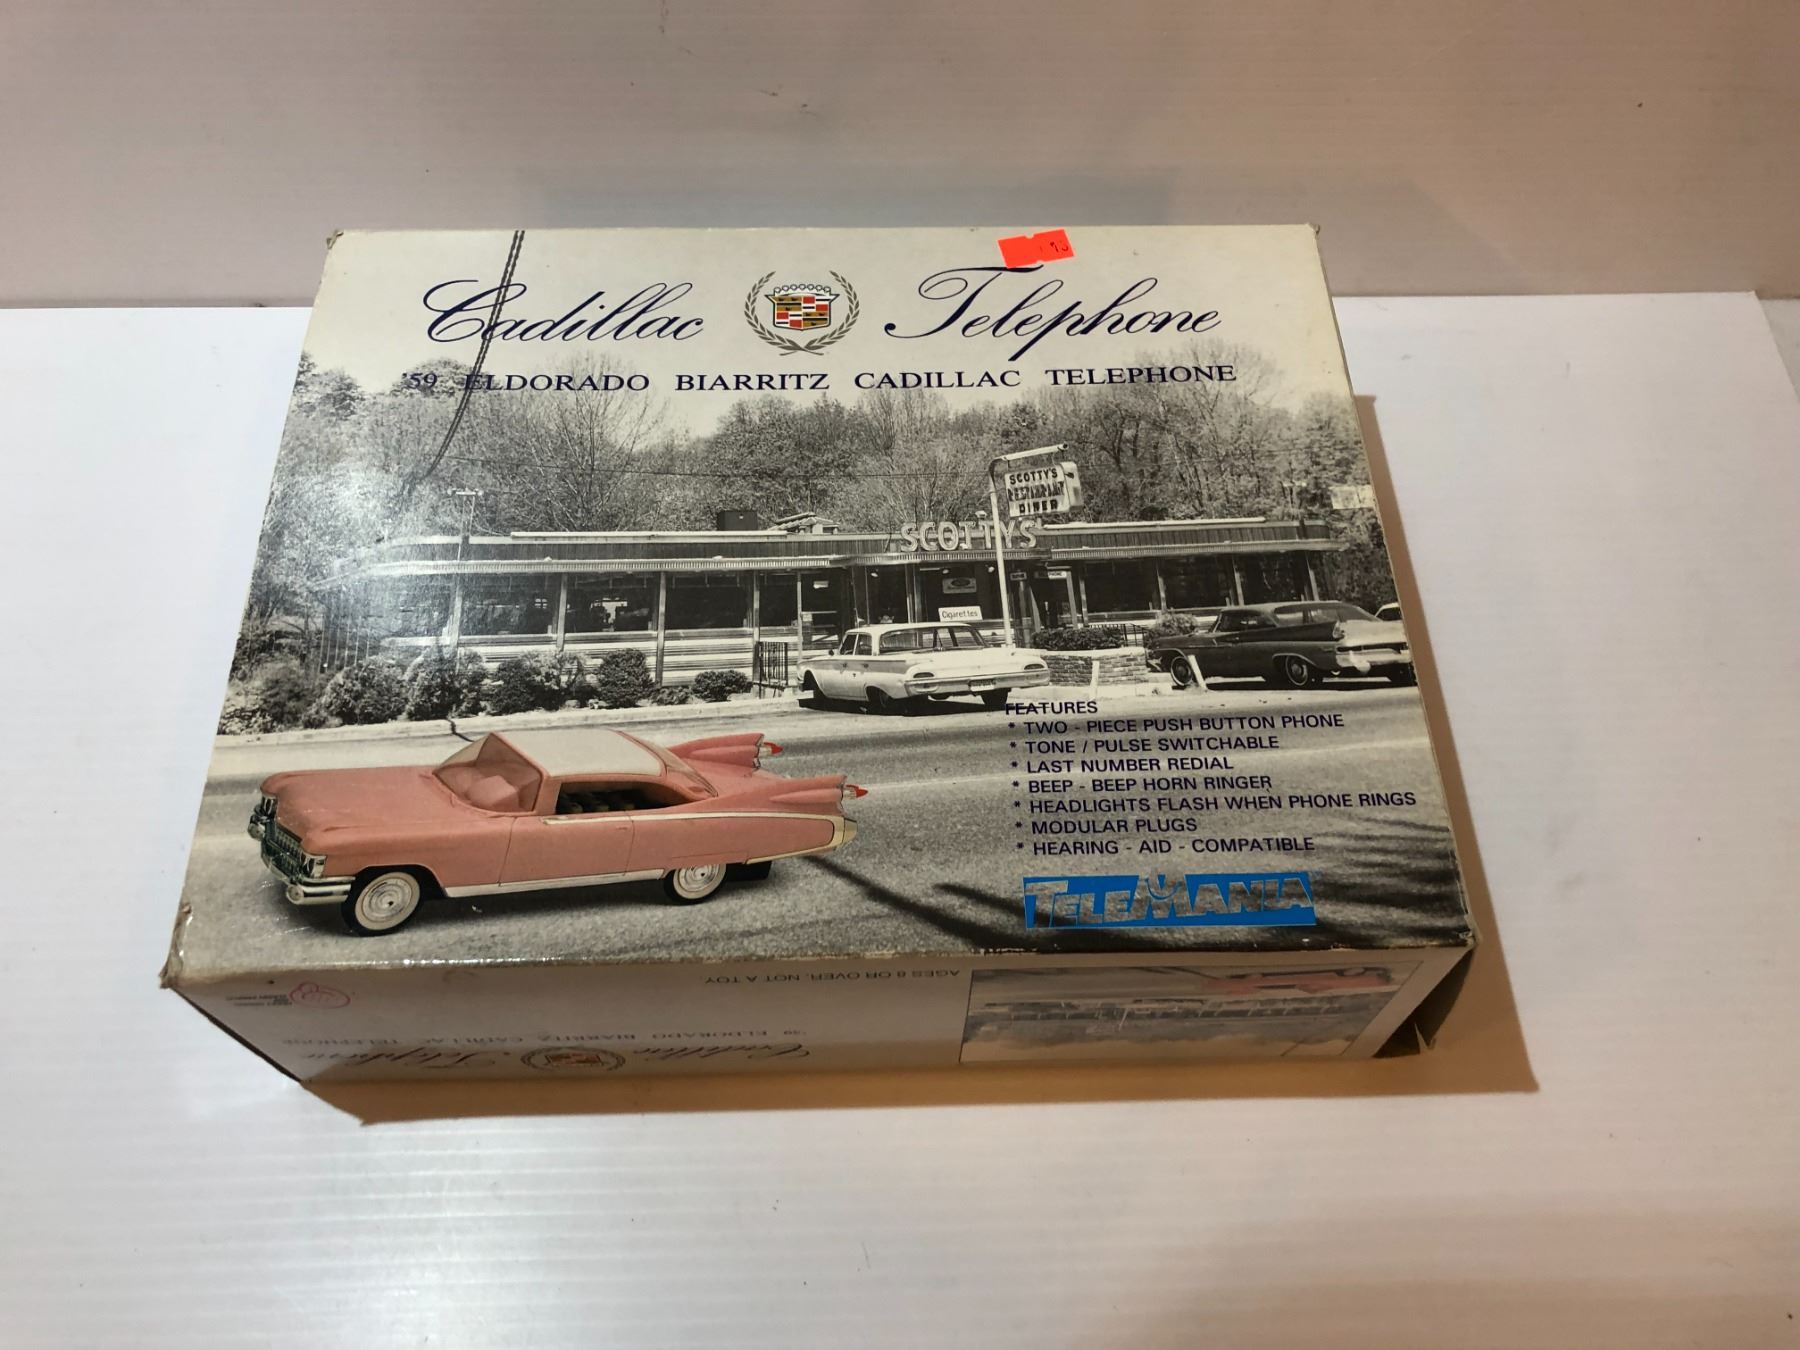 Cadillac Telephone
'59 ELDORADO BIARRITZ CADILLAC TELEPHONE
SCOTTY'S
RESTAURANT
DINER
SCOTTYS
Cigarettes
FEATURES
* TWO - PIECE PUSH BUTTON PHONE
* TONE / PULSE SWITCHABLE
* LAST NUMBER REDIAL
* BEEP - BEEP HORN RINGER
* HEADLIGHTS FLASH WHEN PHONE RINGS
* MODULAR PLUGS
* HEARING - AID - COMPATIBLE
TELEMANIA
AGES 8 OR OVER, NOT A TOY
'59 ELDORADO BIARRITZ CADILLAC TELEPHONE
Cadillac Telephone